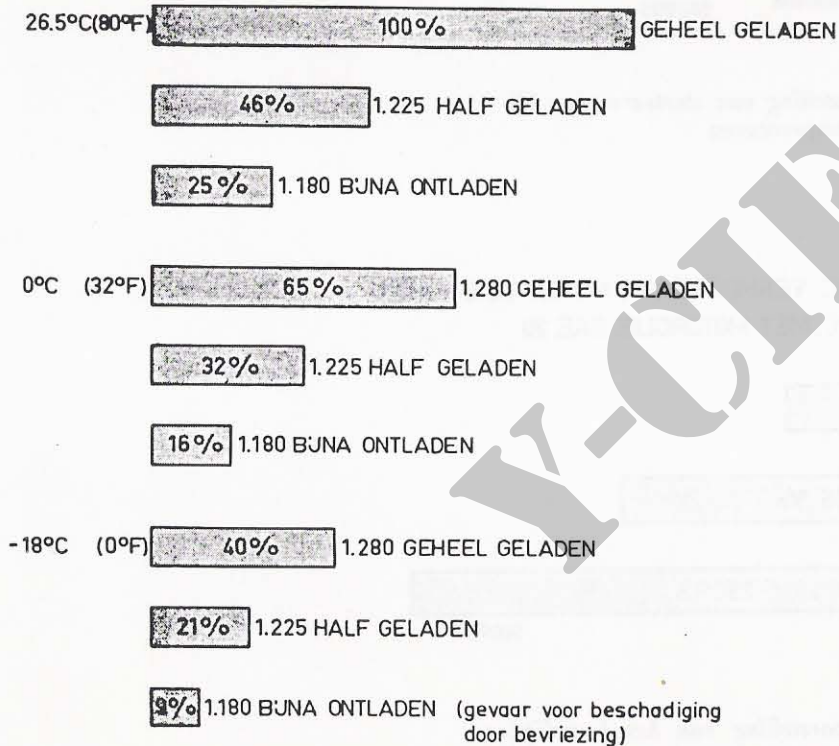 26.5°C(80°F) 100% GEHEEL GELADEN
46% 1.225 HALF GELADEN
25% 1.180 BIJNA ONTLADEN
0°C (32°F) 65% 1.280 GEHEEL GELADEN
32% 1.225 HALF GELADEN
16% 1.180 BIJNA ONTLADEN
-18°C (0°F) 40% 1.280 GEHEEL GELADEN
21% 1.225 HALF GELADEN
9% 1.180 BIJNA ONTLADEN (gevaar voor beschadiging
door bevriezing)
Y-CIE